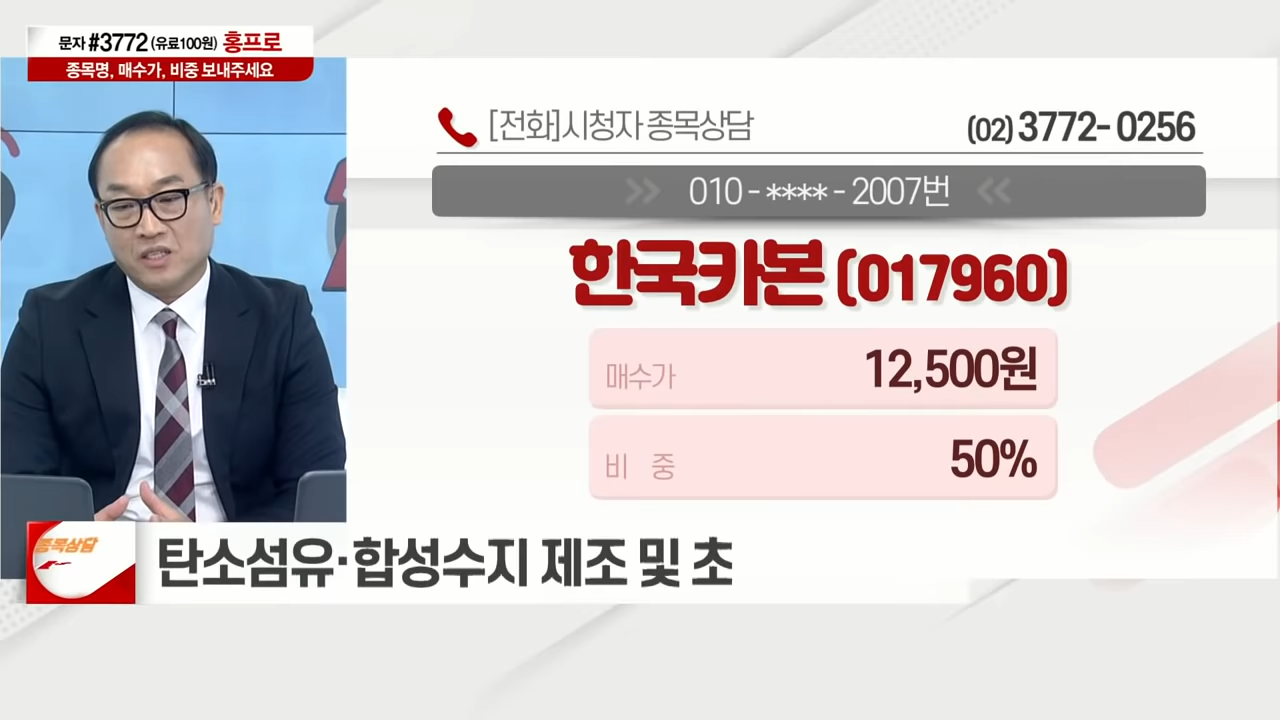 문자 #3772 (유료100원) 홍프로
종목명, 매수가, 비중 보내주세요
[전화]시청자 종목상담
(02) 3772-0256
010 - **** - 2007번
한국카본 (017960)
매수가 12,500원
비 중 50%
종목상담
탄소섬유·합성수지 제조 및 초